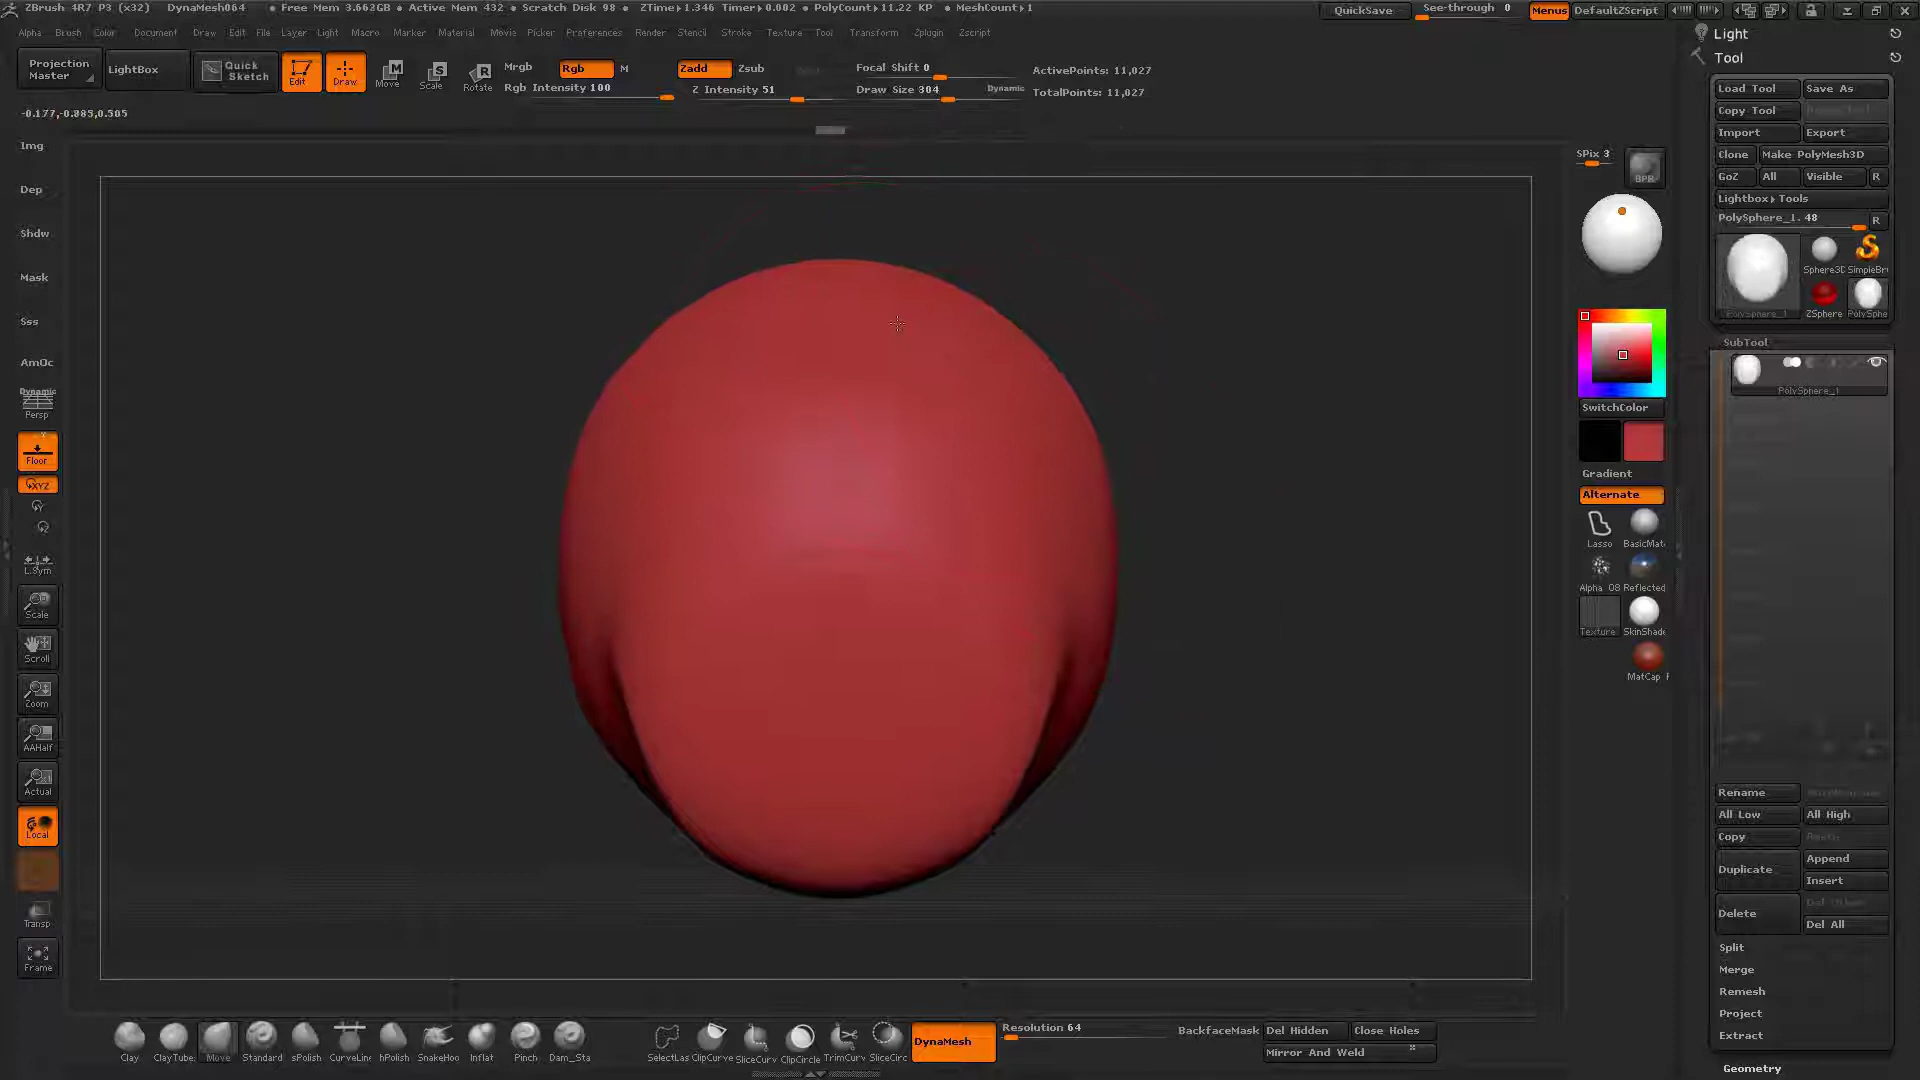 ZBrush 4R7 P3 (x32) DynaMesh064 • Free Mem 3.662GB • Active Mem 432 • Scratch Disk 98 • ZTime▸1.346 Timer▸0.002 • PolyCount▸11.22 KP • MeshCount▸1
QuickSave See-through 0 Menus DefaultZScript
Alpha Brush Color Document Draw Edit File Layer Light Macro Marker Material Movie Picker Preferences Render Stencil Stroke Texture Tool Transform Zplugin Zscript
Light
Tool
Projection Master
LightBox
Quick Sketch
Edit
Draw
Move
Scale
Rotate
Mrgb Rgb M
Rgb Intensity 100
Zadd Zsub
Z Intensity 51
Focal Shift 0
Draw Size 304
Dynamic
ActivePoints: 11,027
TotalPoints: 11,027
Img
Dep
Shdw
Mask
Sss
AmOc
Dynamic
Persp
Floor
XYZ
L.Sym
Scale
Scroll
Zoom
AAHalf
Actual
Local
Transp
Frame
SPix 3
BPR
SwitchColor
Gradient
Alternate
Lasso BasicMat
Alpha 08 Reflected
Texture SkinShade
MatCap
Load Tool Save As
Copy Tool
Import Export
Clone Make PolyMesh3D
GoZ All Visible R
Lightbox▸Tools
PolySphere_1. 48 R
Sphere3D SimpleBr
PolySphere_1 ZSphere PolySphe
SubTool
PolySphere_1
Rename
All Low All High
Copy
Duplicate Append
Insert
Delete
Del All
Split
Merge
Remesh
Project
Extract
Geometry
Clay ClayTube Move Standard sPolish CurveLin hPolish SnakeHoo Inflat Pinch Dam_Sta
SelectLas ClipCurve SliceCurv ClipCircle TrimCurv SliceCirc
DynaMesh
Resolution 64
BackfaceMask Del Hidden Close Holes
Mirror And Weld